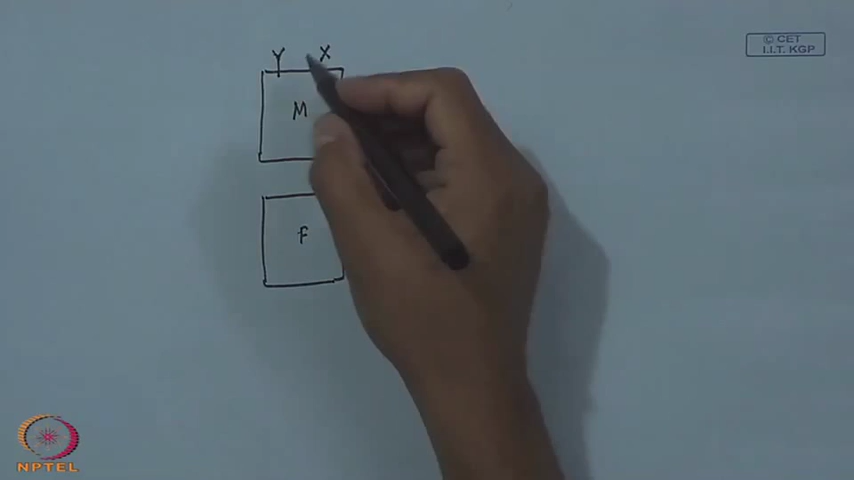 Y X
M
F
© CET
I.I.T. KGP
NPTEL